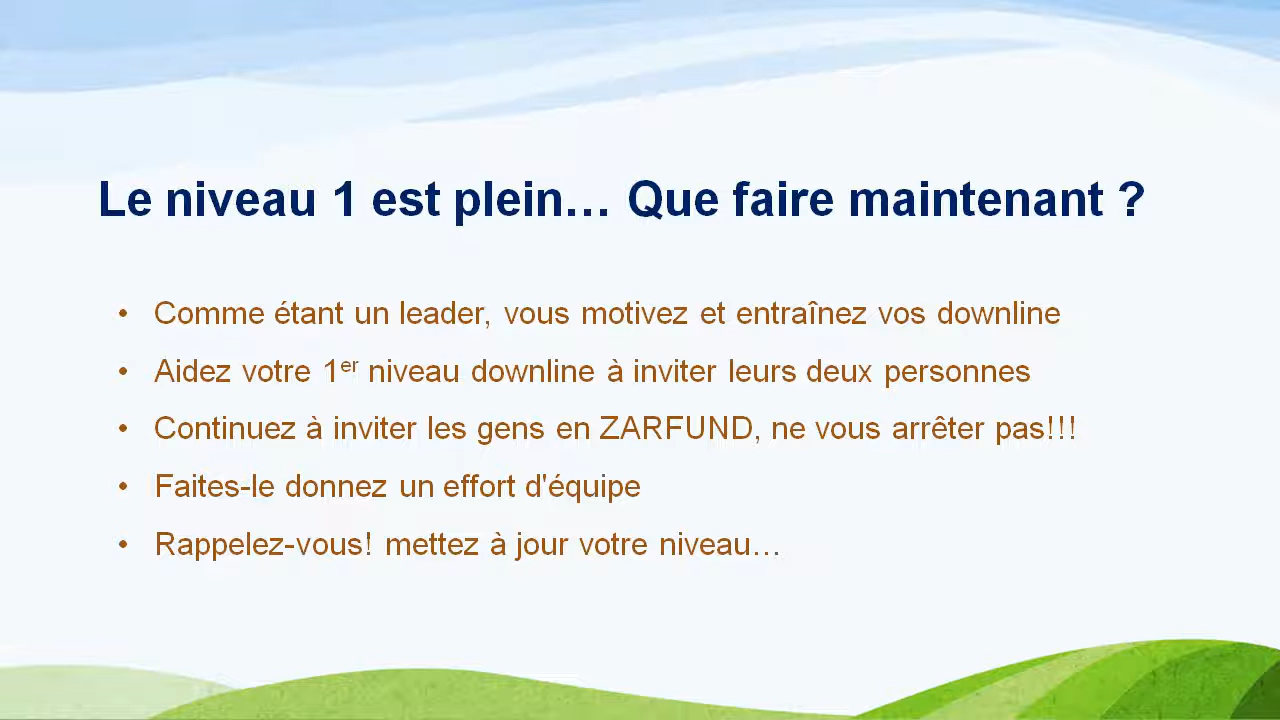 Le niveau 1 est plein… Que faire maintenant ?
• Comme étant un leader, vous motivez et entraînez vos downline
• Aidez votre 1er niveau downline à inviter leurs deux personnes
• Continuez à inviter les gens en ZARFUND, ne vous arrêter pas!!!
• Faites-le donnez un effort d'équipe
• Rappelez-vous! mettez à jour votre niveau…